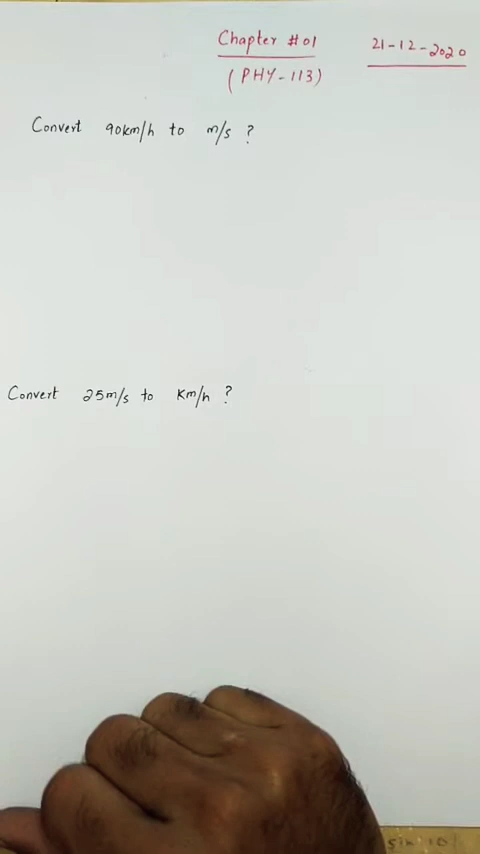 Chapter #01 21-12-2020
(PHY-113)
Convert 90km/h to m/s ?
Convert 25m/s to Km/h ?